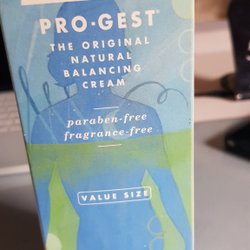 PRO-GEST®
THE ORIGINAL
NATURAL
BALANCING
CREAM
paraben-free
fragrance-free
VALUE SIZE